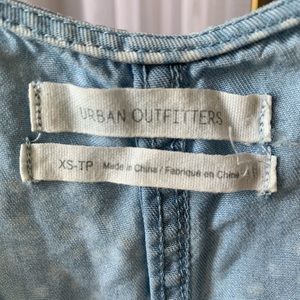 URBAN OUTFITTERS
XS-TP Made in China / Fabriqué en Chine